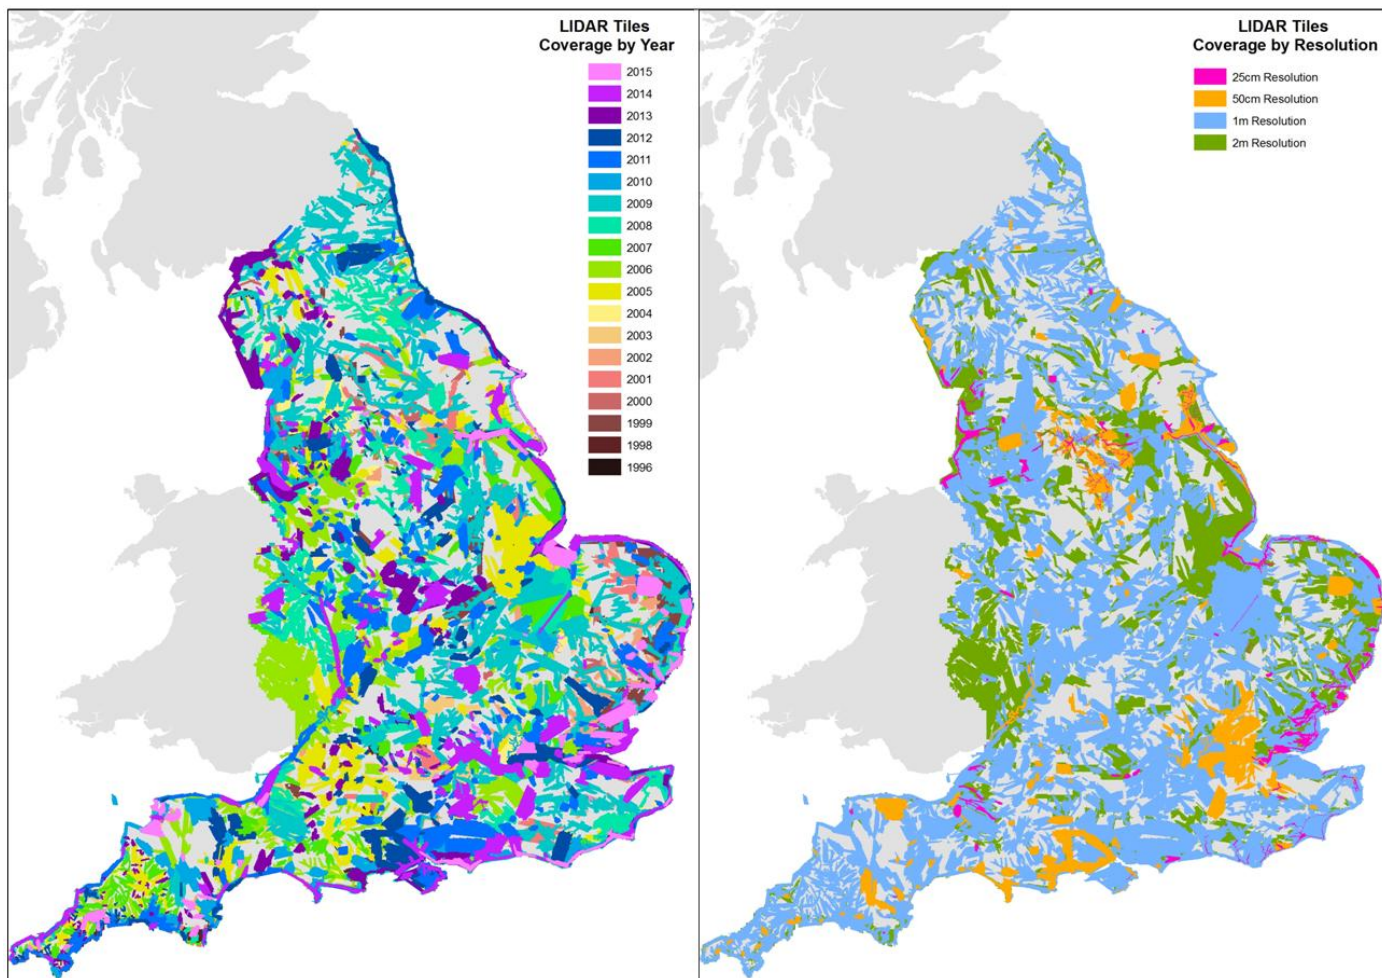 LIDAR Tiles
Coverage by Year
2015
2014
2013
2012
2011
2010
2009
2008
2007
2006
2005
2004
2003
2002
2001
2000
1999
1998
1996
LIDAR Tiles
Coverage by Resolution
25cm Resolution
50cm Resolution
1m Resolution
2m Resolution